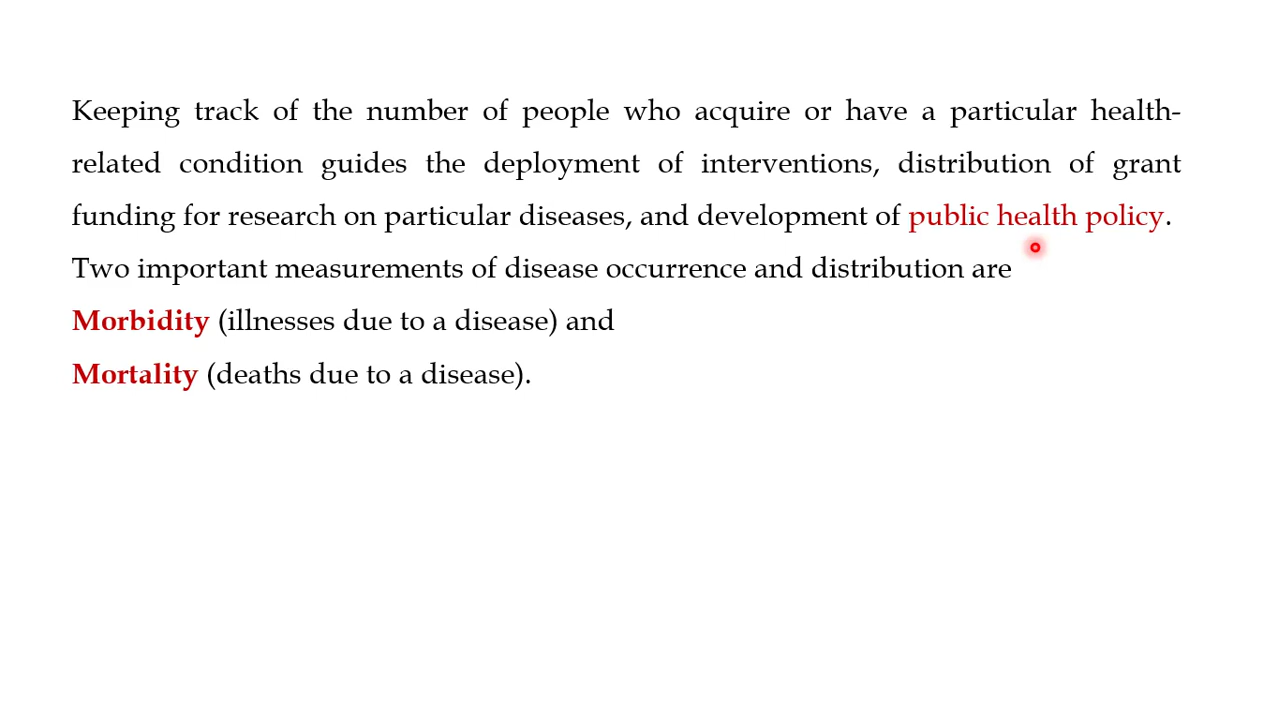 Keeping track of the number of people who acquire or have a particular health-
related condition guides the deployment of interventions, distribution of grant
funding for research on particular diseases, and development of public health policy.
Two important measurements of disease occurrence and distribution are
Morbidity (illnesses due to a disease) and
Mortality (deaths due to a disease).